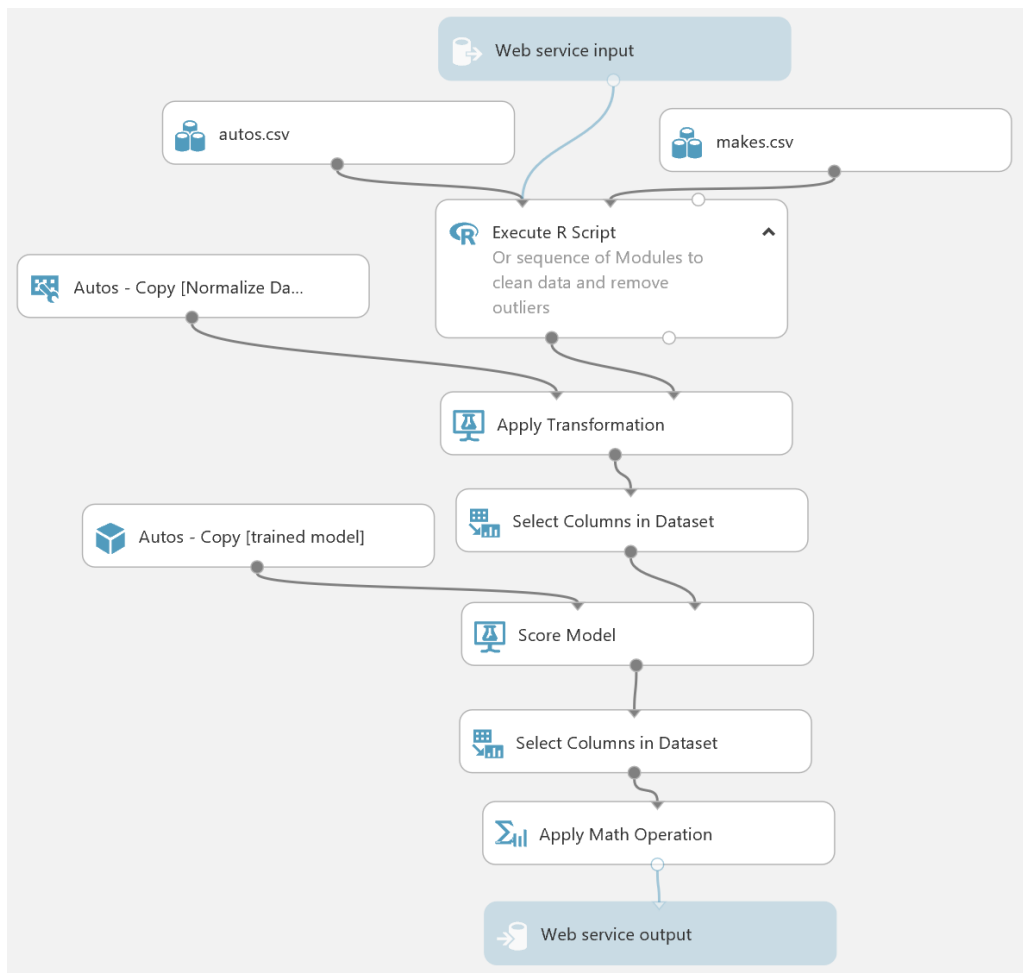 Web service input
autos.csv
makes.csv
R Execute R Script
Or sequence of Modules to
clean data and remove
outliers
Autos - Copy [Normalize Da...
Apply Transformation
Select Columns in Dataset
Autos - Copy [trained model]
Score Model
Select Columns in Dataset
Apply Math Operation
Web service output